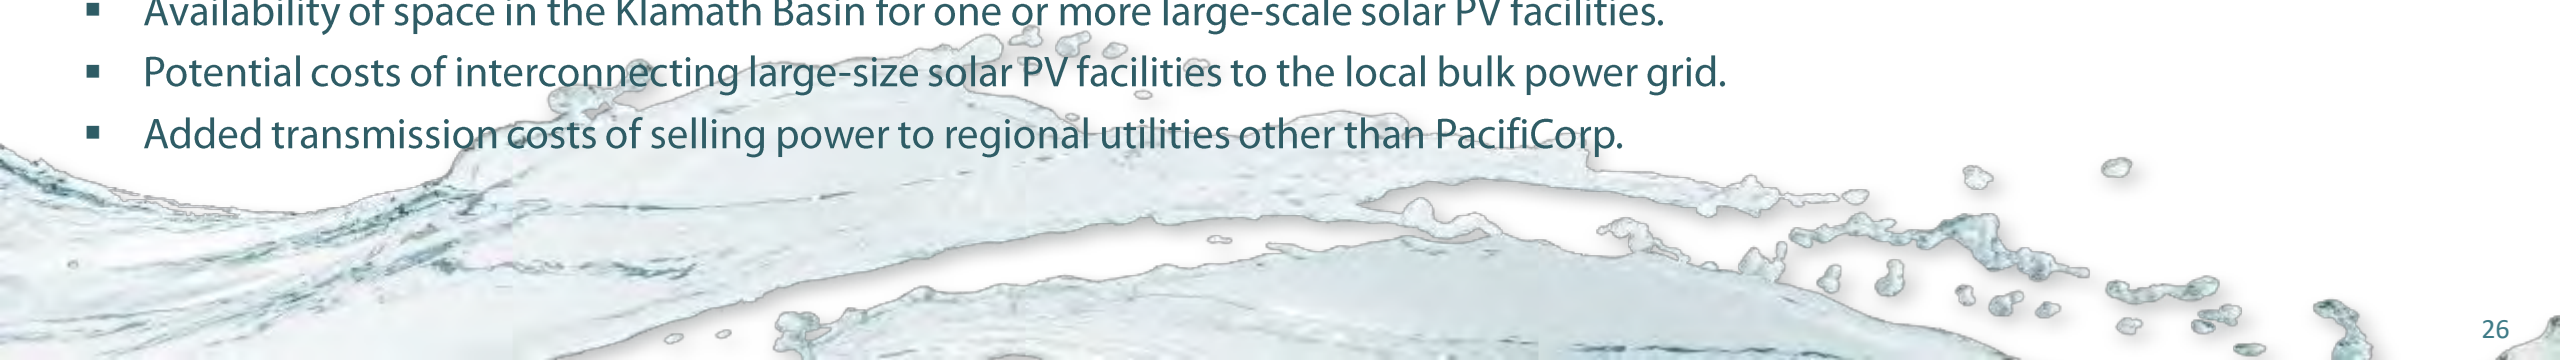 ▪ Availability of space in the Klamath Basin for one or more large-scale solar PV facilities.
▪ Potential costs of interconnecting large-size solar PV facilities to the local bulk power grid.
▪ Added transmission costs of selling power to regional utilities other than PacifiCorp.
26